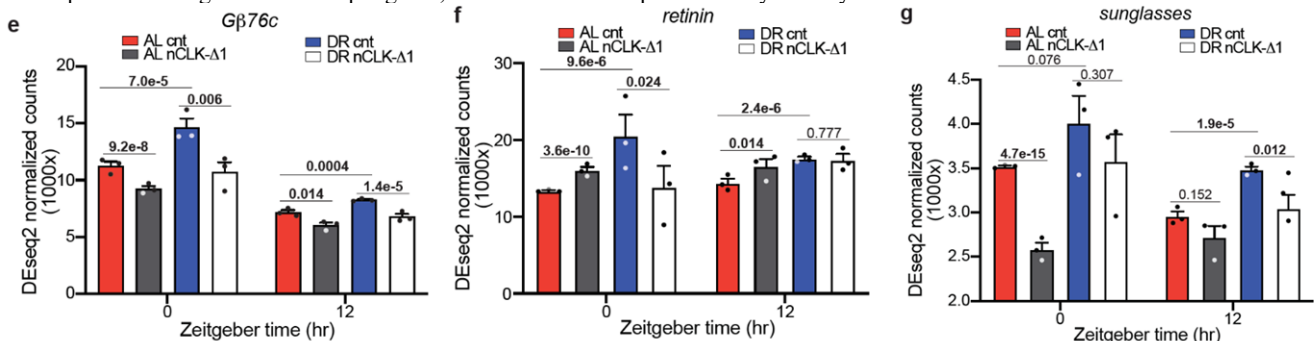 e
Gβ76c
AL cnt
DR cnt
AL nCLK-Δ1
DR nCLK-Δ1
DEseq2 normalized counts
(1000x)
20
15
10
5
0
7.0e-5
0.006
9.2e-8
0.0004
0.014
1.4e-5
0
12
Zeitgeber time (hr)
f
retinin
AL cnt
DR cnt
AL nCLK-Δ1
DR nCLK-Δ1
DEseq2 normalized counts
(1000x)
30
20
10
0
9.6e-6
0.024
3.6e-10
2.4e-6
0.014
0.777
0
12
Zeitgeber time (hr)
g
sunglasses
AL cnt
DR cnt
AL nCLK-Δ1
DR nCLK-Δ1
DEseq2 normalized counts
(1000x)
4.5
4.0
3.5
3.0
2.5
2.0
0.076
0.307
4.7e-15
1.9e-5
0.152
0.012
0
12
Zeitgeber time (hr)